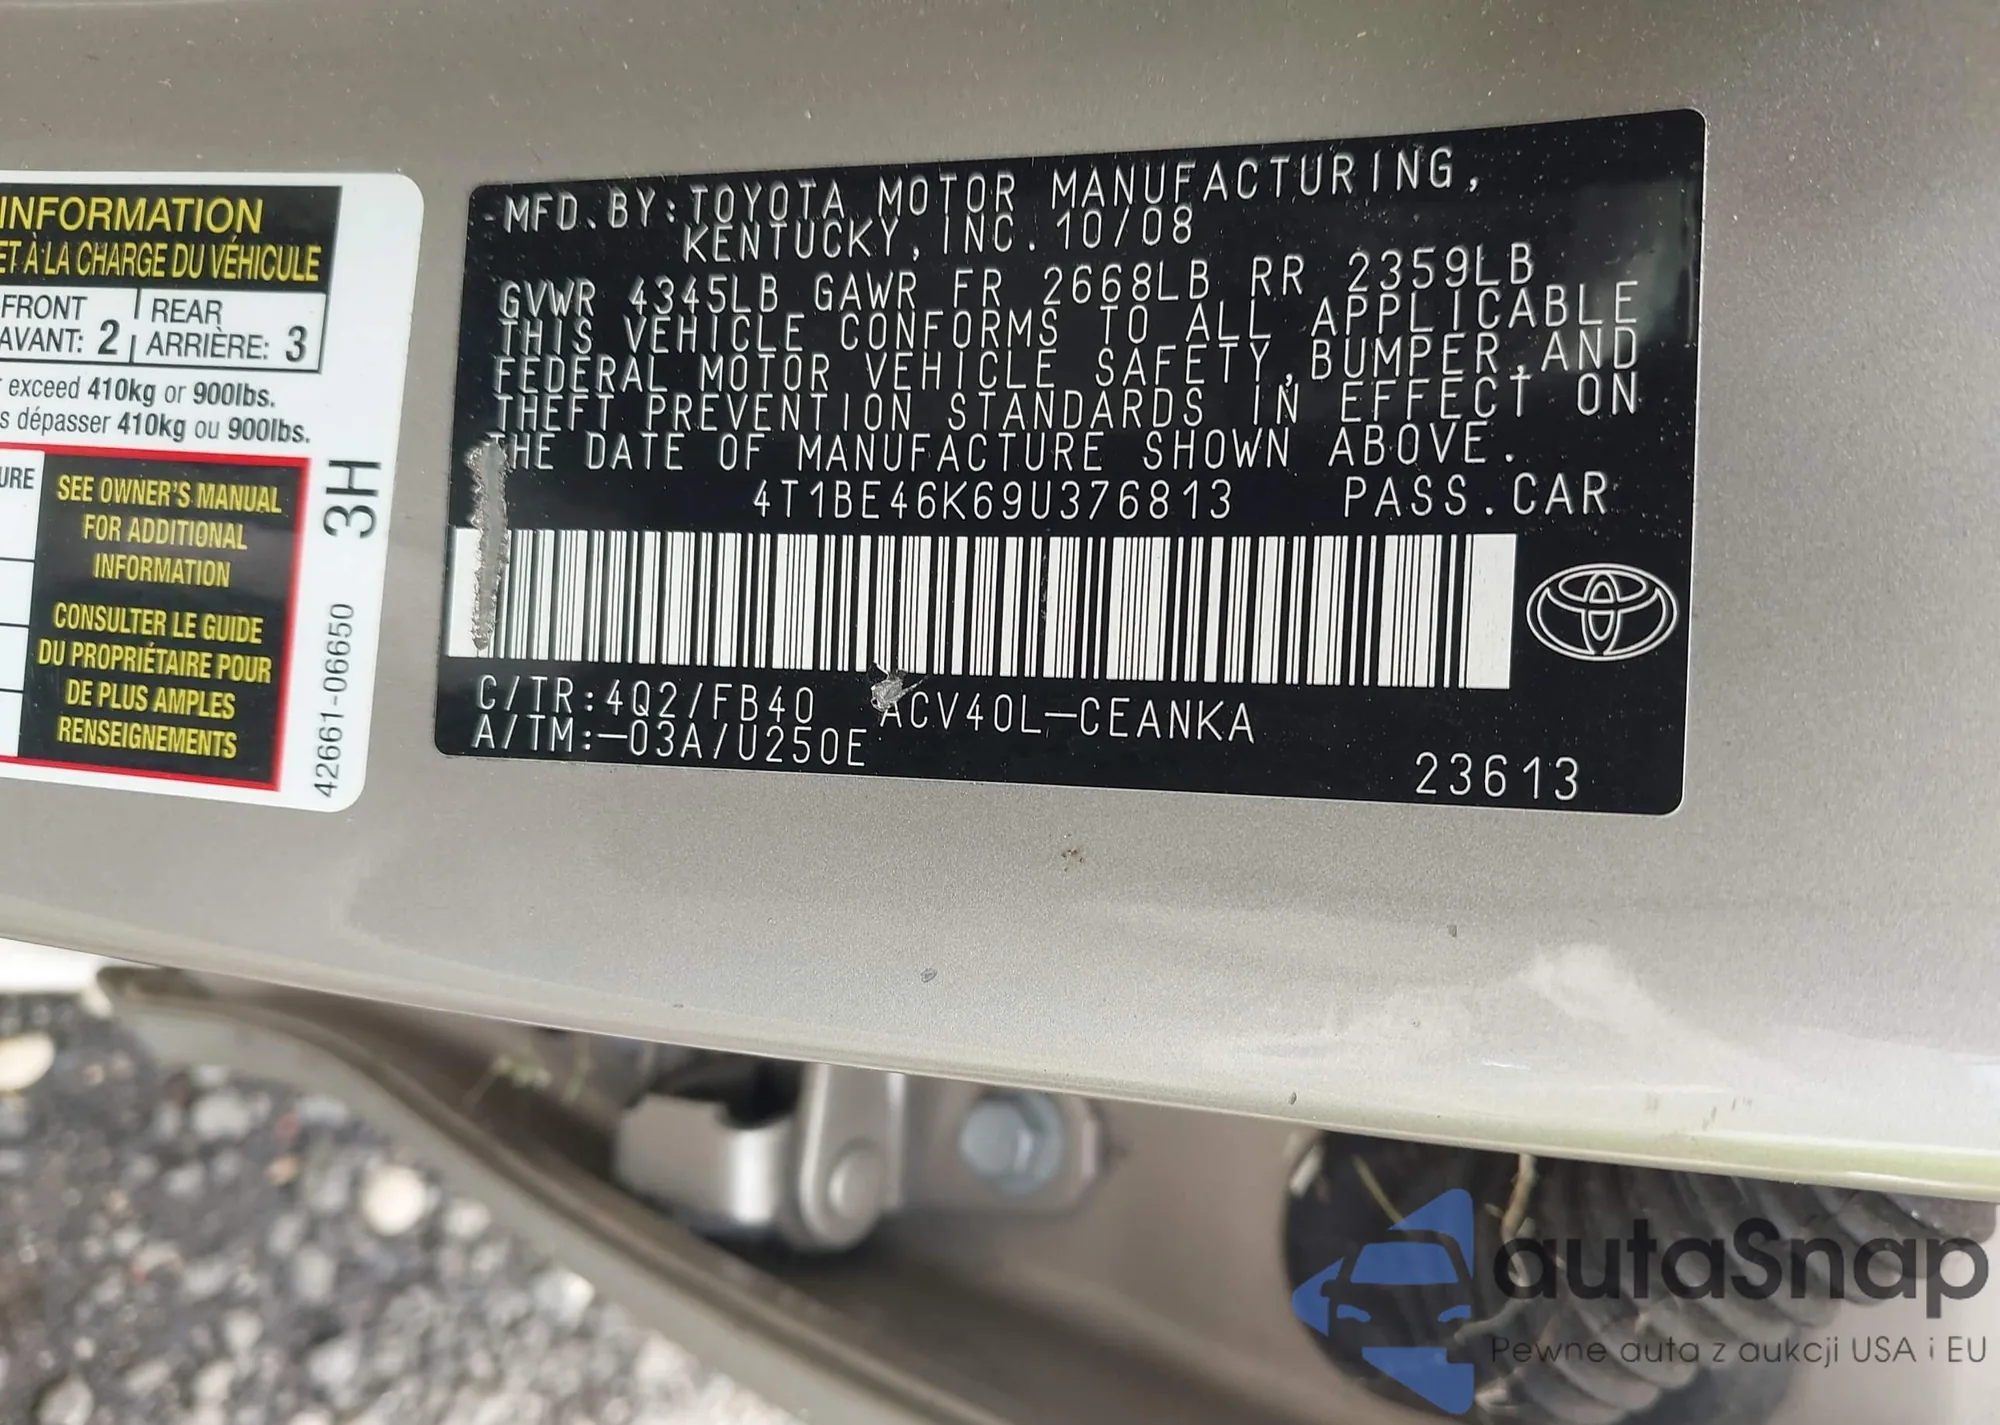 INFORMATION
ET À LA CHARGE DU VÉHICULE
FRONT REAR
AVANT: 2 ARRIÈRE: 3
exceed 410kg or 900lbs.
s dépasser 410kg ou 900lbs.
URE
SEE OWNER'S MANUAL
FOR ADDITIONAL
INFORMATION
CONSULTER LE GUIDE
DU PROPRIÉTAIRE POUR
DE PLUS AMPLES
RENSEIGNEMENTS
3H
42661-06650
MFD. BY: TOYOTA MOTOR MANUFACTURING,
KENTUCKY, INC. 10/08
GVWR 4345LB GAWR FR 2668LB RR 2359LB
THIS VEHICLE CONFORMS TO ALL APPLICABLE
FEDERAL MOTOR VEHICLE SAFETY, BUMPER, AND
THEFT PREVENTION STANDARDS IN EFFECT ON
THE DATE OF MANUFACTURE SHOWN ABOVE.
4T1BE46K69U376813 PASS.CAR
C/TR:4Q2/FB40 ACV40L-CEANKA
A/TM:-03A/U250E
23613
autaSnap
Pewne auta z aukcji USA i EU